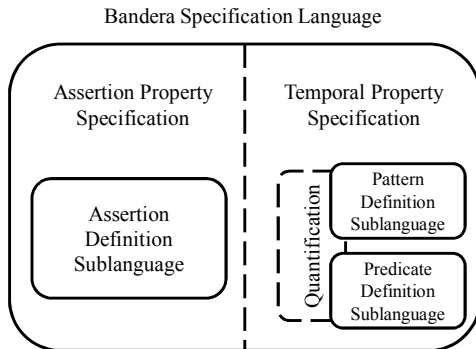 Bandera Specification Language
Assertion Property
Specification
Temporal Property
Specification
Assertion
Definition
Sublanguage
Quantification
Pattern
Definition
Sublanguage
Predicate
Definition
Sublanguage